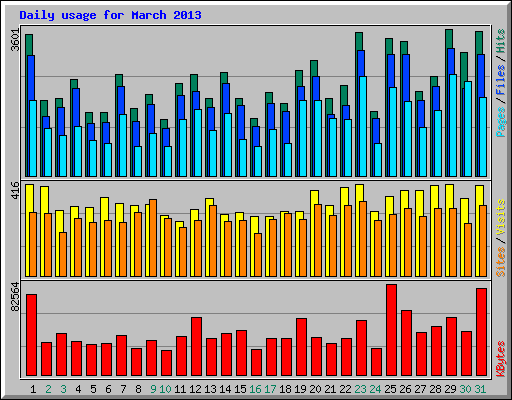 Daily usage for March 2013
3601
Pages / Files / Hits
416
Sites / Visits
82564
KBytes
1 2 3 4 5 6 7 8 9 10 11 12 13 14 15 16 17 18 19 20 21 22 23 24 25 26 27 28 29 30 31